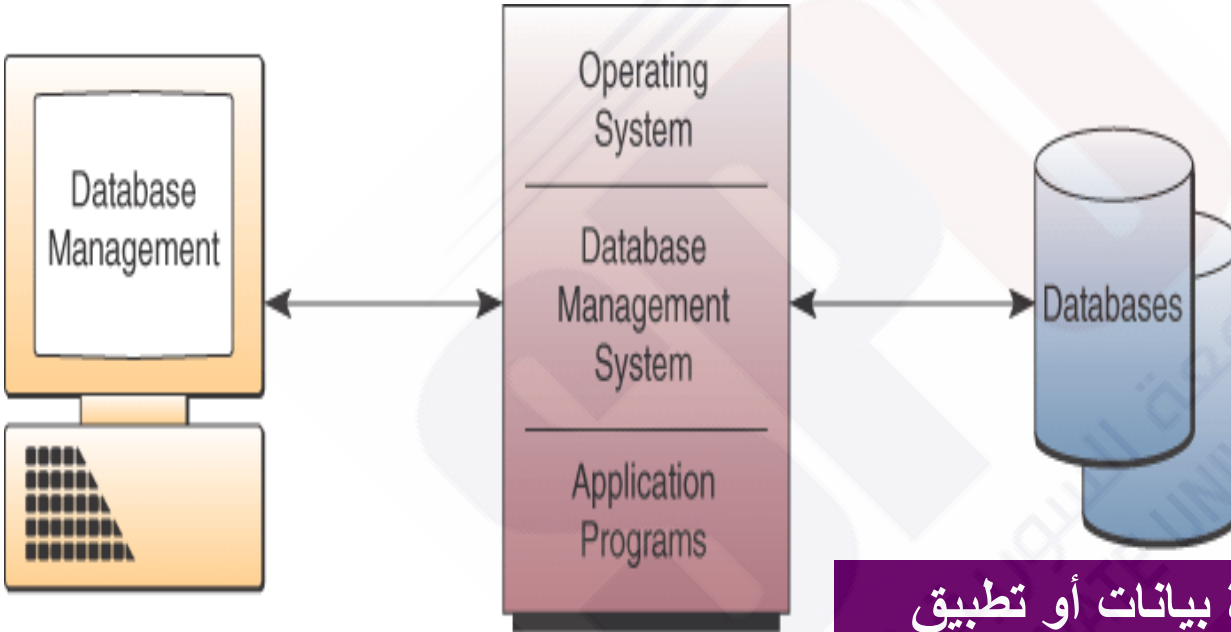 Database
Management
Operating
System
Database
Management
System
Application
Programs
Databases
بيانات أو تطبيق